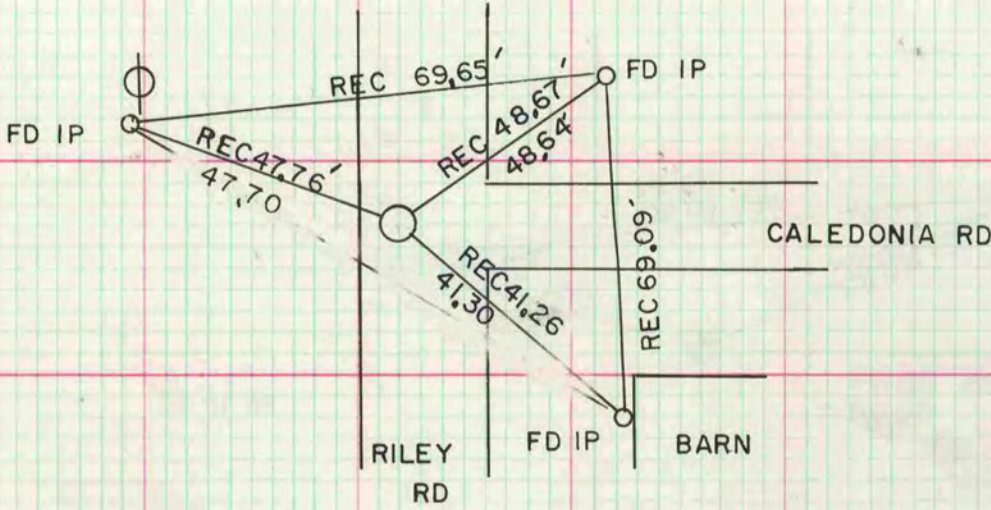 REC 69.65'
FD IP
FD IP
REC 48.67'
48.64'
REC 47.76'
47.70
CALEDONIA RD
REC 69.09'
REC 41.26
41.30
RILEY
RD
FD IP
BARN